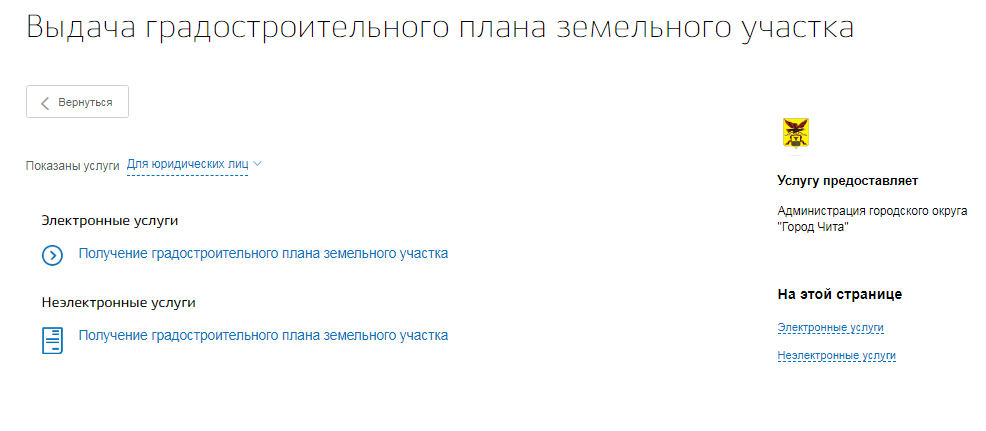 Выдача градостроительного плана земельного участка
Вернуться
Показаны услуги Для юридических лиц
Электронные услуги
Получение градостроительного плана земельного участка
Неэлектронные услуги
Получение градостроительного плана земельного участка
Услугу предоставляет
Администрация городского округа
"Город Чита"
На этой странице
Электронные услуги
Неэлектронные услуги